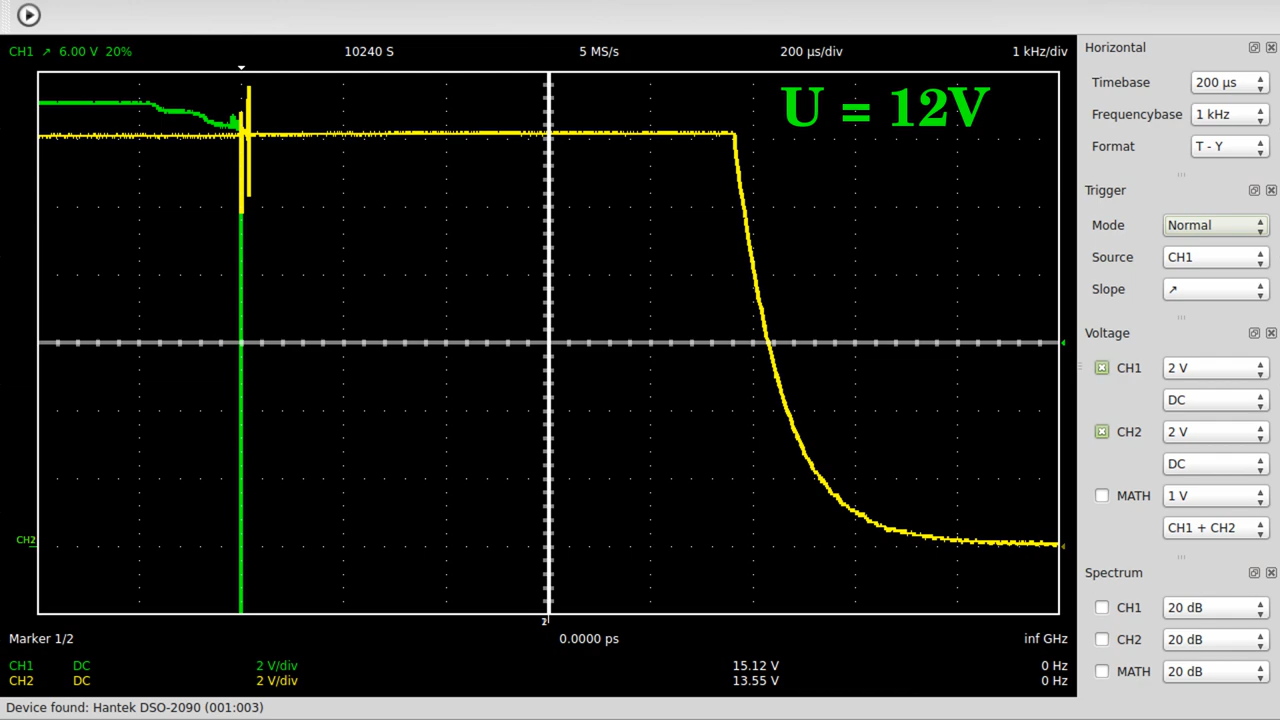 CH1 ↗ 6.00 V 20% 10240 S 5 MS/s 200 µs/div 1 kHz/div
U = 12V
CH2
2
Marker 1/2 0.0000 ps inf GHz
CH1 DC 2 V/div 15.12 V 0 Hz
CH2 DC 2 V/div 13.55 V 0 Hz
Horizontal
Timebase 200 µs
Frequencybase 1 kHz
Format T - Y
Trigger
Mode Normal
Source CH1
Slope ↗
Voltage
CH1 2 V
DC
CH2 2 V
DC
MATH 1 V
CH1 + CH2
Spectrum
CH1 20 dB
CH2 20 dB
MATH 20 dB
Device found: Hantek DSO-2090 (001:003)